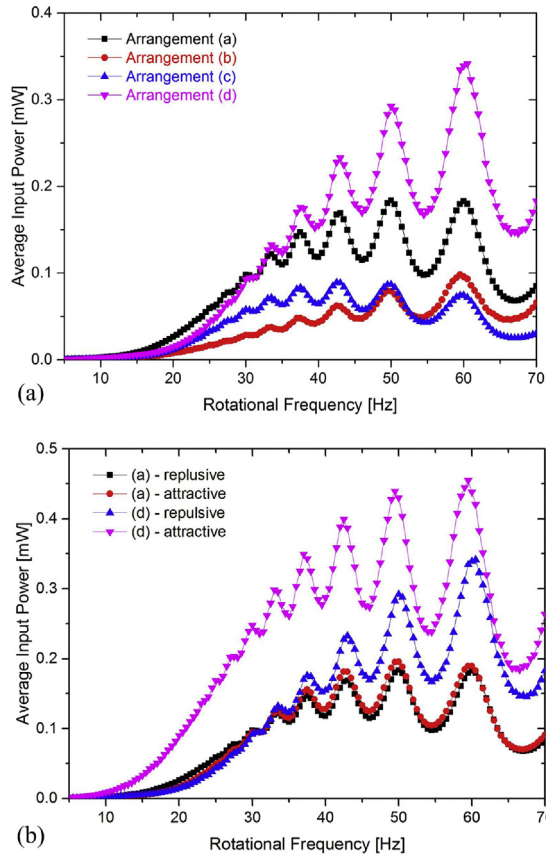 (a)
Average Input Power [mW]
0.4
0.3
0.2
0.1
0.0
Arrangement (a)
Arrangement (b)
Arrangement (c)
Arrangement (d)
10 20 30 40 50 60 70
Rotational Frequency [Hz]
(b)
Average Input Power [mW]
0.5
0.4
0.3
0.2
0.1
0.0
(a) - replusive
(a) - attractive
(d) - repulsive
(d) - attractive
10 20 30 40 50 60 70
Rotational Frequency [Hz]